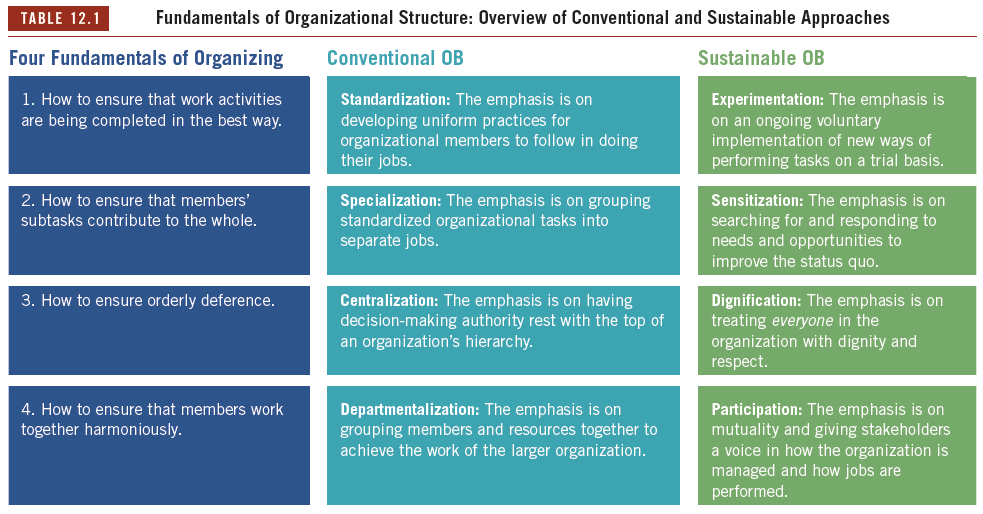 TABLE 12.1
Fundamentals of Organizational Structure: Overview of Conventional and Sustainable Approaches
Four Fundamentals of Organizing
Conventional OB
Sustainable OB
1. How to ensure that work activities
are being completed in the best way.
Standardization: The emphasis is on
developing uniform practices for
organizational members to follow in doing
their jobs.
Experimentation: The emphasis is
on an ongoing voluntary
implementation of new ways of
performing tasks on a trial basis.
2. How to ensure that members’
subtasks contribute to the whole.
Specialization: The emphasis is on grouping
standardized organizational tasks into
separate jobs.
Sensitization: The emphasis is on
searching for and responding to
needs and opportunities to
improve the status quo.
3. How to ensure orderly deference.
Centralization: The emphasis is on having
decision-making authority rest with the top of
an organization’s hierarchy.
Dignification: The emphasis is on
treating everyone in the
organization with dignity and
respect.
4. How to ensure that members work
together harmoniously.
Departmentalization: The emphasis is on
grouping members and resources together to
achieve the work of the larger organization.
Participation: The emphasis is on
mutuality and giving stakeholders
a voice in how the organization is
managed and how jobs are
performed.